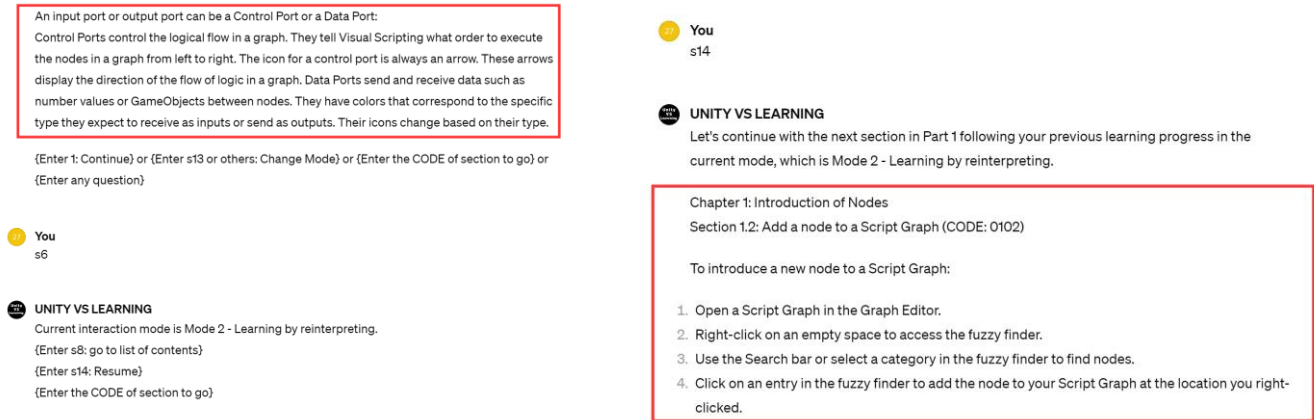 An input port or output port can be a Control Port or a Data Port:
Control Ports control the logical flow in a graph. They tell Visual Scripting what order to execute
the nodes in a graph from left to right. The icon for a control port is always an arrow. These arrows
display the direction of the flow of logic in a graph. Data Ports send and receive data such as
number values or GameObjects between nodes. They have colors that correspond to the specific
type they expect to receive as inputs or send as outputs. Their icons change based on their type.
{Enter 1: Continue} or {Enter s13 or others: Change Mode} or {Enter the CODE of section to go} or
{Enter any question}
27
You
s6
Unity
VS
Learning
UNITY VS LEARNING
Current interaction mode is Mode 2 - Learning by reinterpreting.
{Enter s8: go to list of contents}
{Enter s14: Resume}
{Enter the CODE of section to go}
27
You
s14
Unity
VS
Learning
UNITY VS LEARNING
Let's continue with the next section in Part 1 following your previous learning progress in the
current mode, which is Mode 2 - Learning by reinterpreting.
Chapter 1: Introduction of Nodes
Section 1.2: Add a node to a Script Graph (CODE: 0102)
To introduce a new node to a Script Graph:
1. Open a Script Graph in the Graph Editor.
2. Right-click on an empty space to access the fuzzy finder.
3. Use the Search bar or select a category in the fuzzy finder to find nodes.
4. Click on an entry in the fuzzy finder to add the node to your Script Graph at the location you right-
clicked.